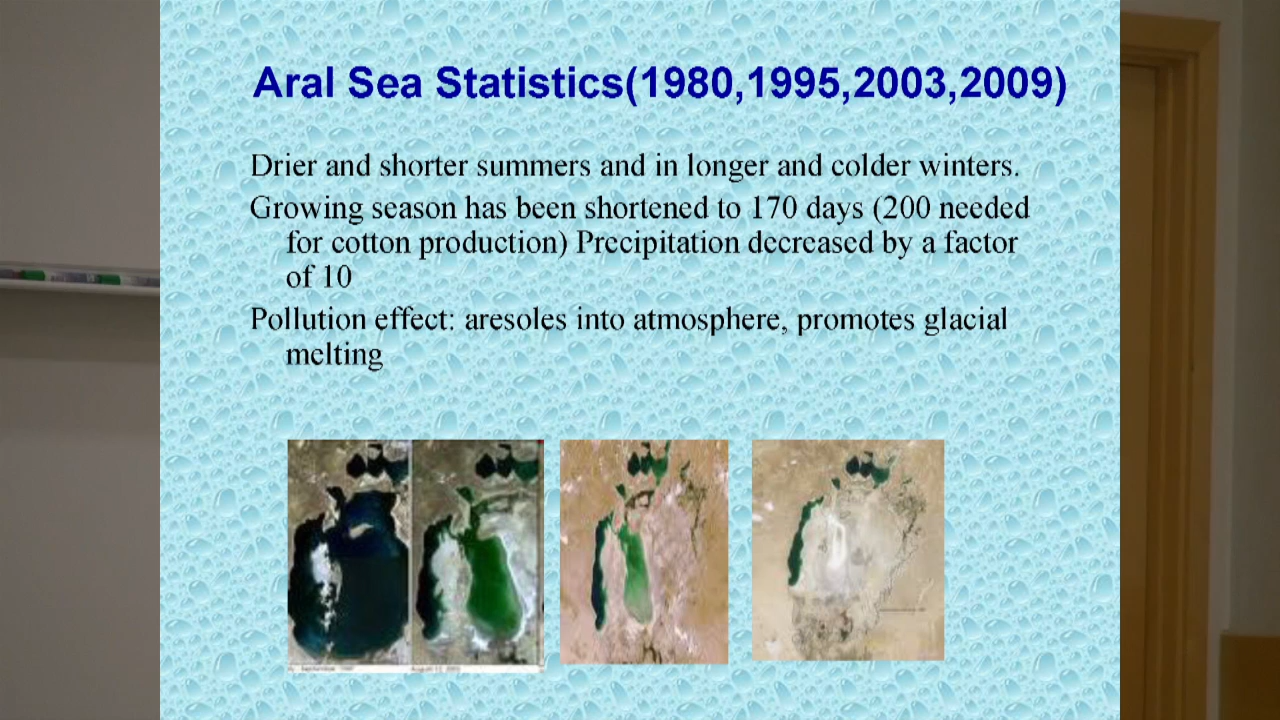 Aral Sea Statistics(1980,1995,2003,2009)
Drier and shorter summers and in longer and colder winters.
Growing season has been shortened to 170 days (200 needed
for cotton production) Precipitation decreased by a factor
of 10
Pollution effect: aresoles into atmosphere, promotes glacial
melting